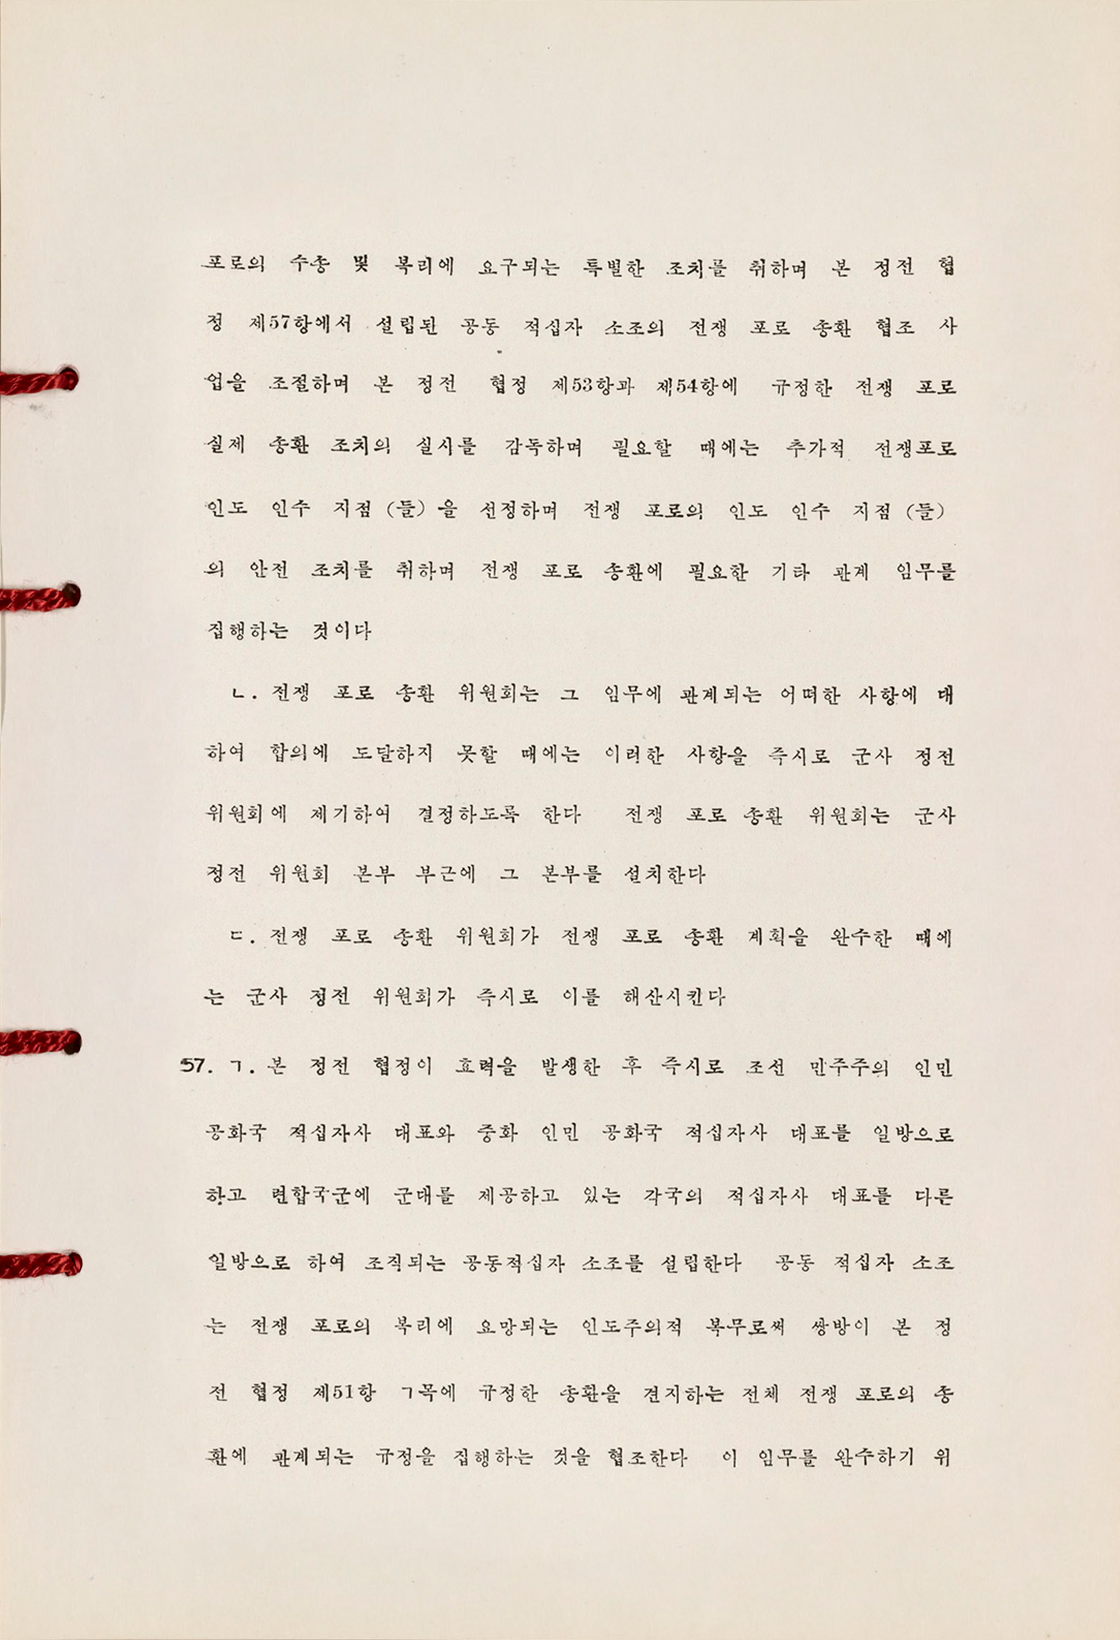 포로의 수송 및 복리에 요구되는 특별한 조치를 취하며 본 정전 협
정 제57항에서 설립된 공동 적십자 소조의 전쟁 포로 송환 협조 사
업을 조절하며 본 정전 협정 제53항과 제54항에 규정한 전쟁 포로
실제 송환 조치의 실시를 감독하며 필요할 때에는 추가적 전쟁포로
인도 인수 지점 (들) 을 선정하며 전쟁 포로의 인도 인수 지점 (들)
의 안전 조치를 취하며 전쟁 포로 송환에 필요한 기타 관계 임무를
집행하는 것이다
ㄴ. 전쟁 포로 송환 위원회는 그 임무에 관계되는 어떠한 사항에 대
하여 합의에 도달하지 못할 때에는 이러한 사항을 즉시로 군사 정전
위원회에 제기하여 결정하도록 한다 전쟁 포로 송환 위원회는 군사
정전 위원회 본부 부근에 그 본부를 설치한다
ㄷ. 전쟁 포로 송환 위원회가 전쟁 포로 송환 계획을 완수한 때에
는 군사 정전 위원회가 즉시로 이를 해산시킨다
57. ㄱ. 본 정전 협정이 효력을 발생한 후 즉시로 조선 민주주의 인민
공화국 적십자사 대표와 중화 인민 공화국 적십자사 대표를 일방으로
하고 련합국군에 군대를 제공하고 있는 각국의 적십자사 대표를 다른
일방으로 하여 조직되는 공동적십자 소조를 설립한다 공동 적십자 소조
는 전쟁 포로의 복리에 요망되는 인도주의적 복무로써 쌍방이 본 정
전 협정 제51항 ㄱ목에 규정한 송환을 견지하는 전체 전쟁 포로의 송
환에 관계되는 규정을 집행하는 것을 협조한다 이 임무를 완수하기 위